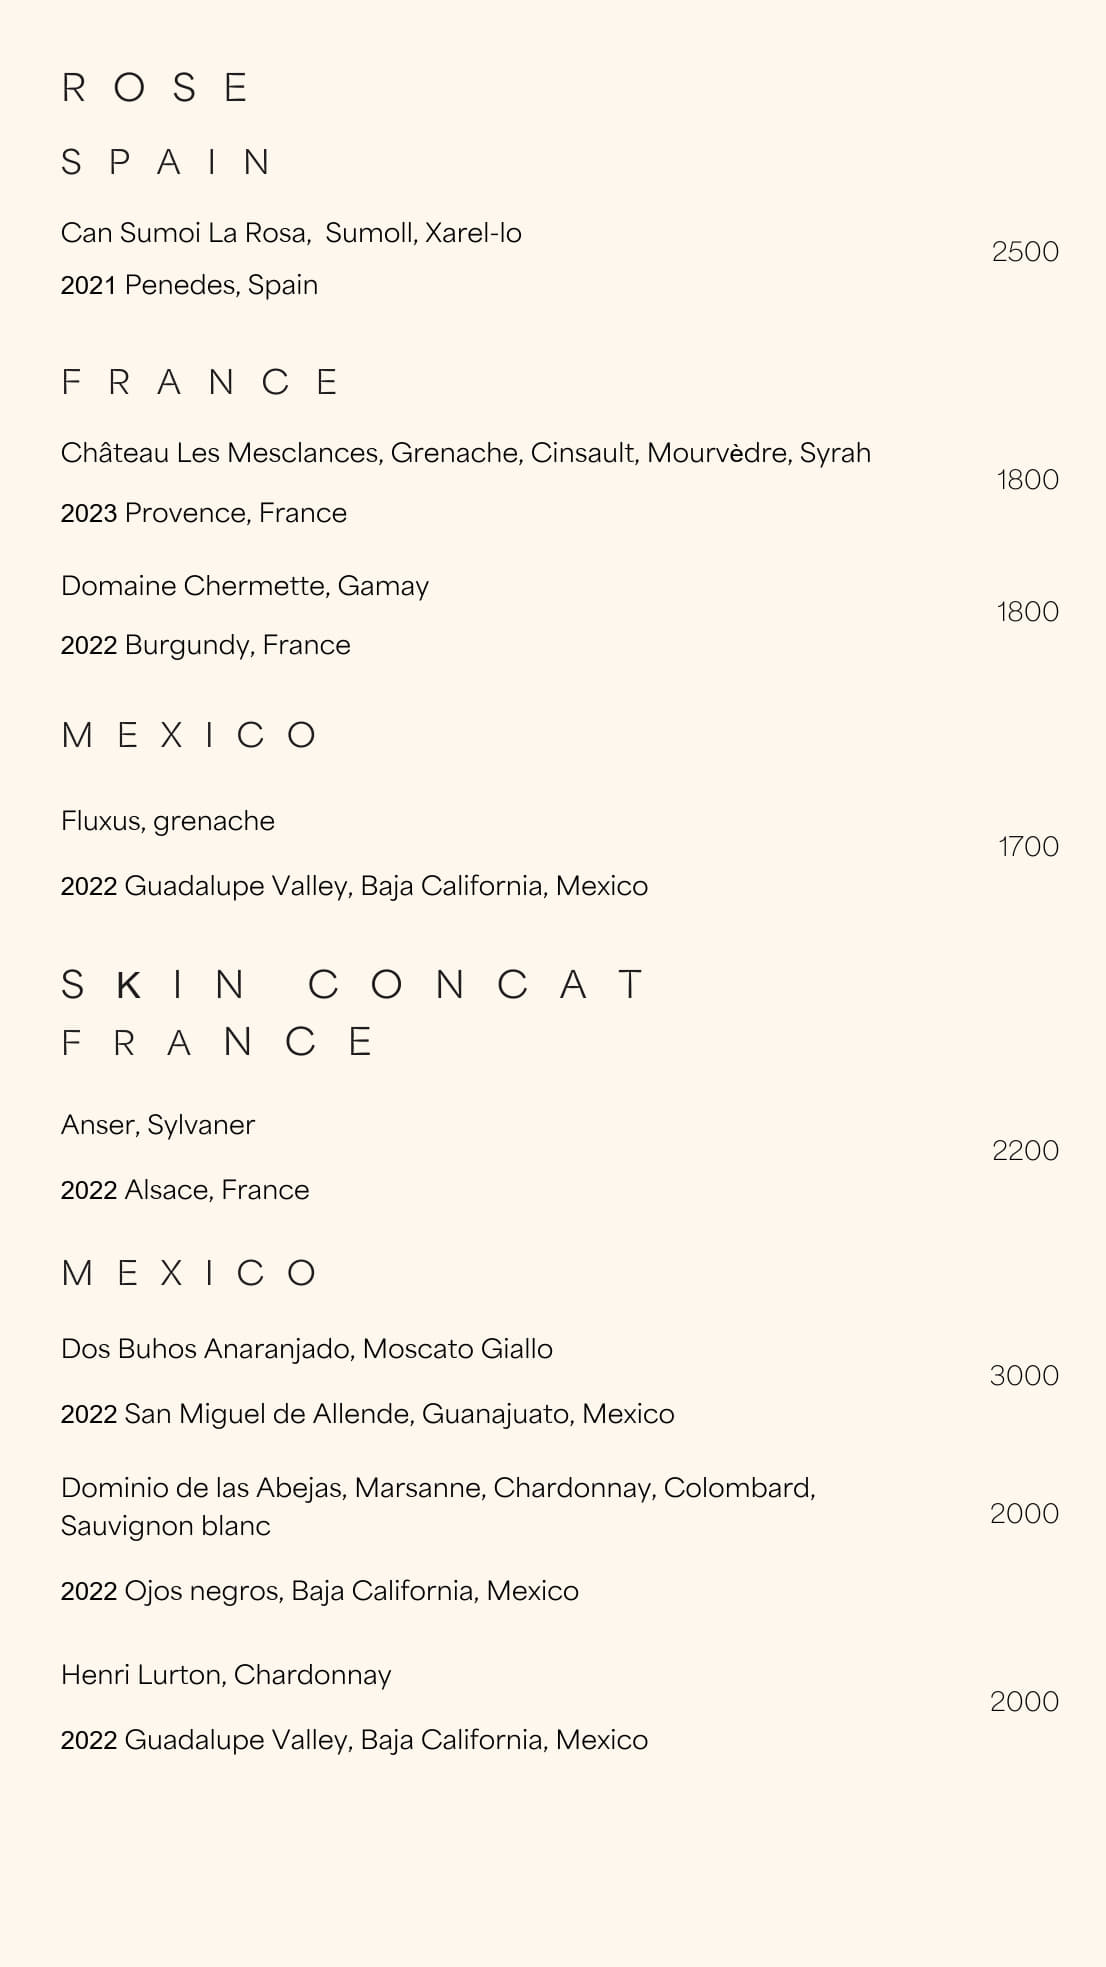 ROSE
SPAIN
Can Sumoi La Rosa,  Sumoll, Xarel-lo
2500
2021 Penedes, Spain
FRANCE
Château Les Mesclances, Grenache, Cinsault, Mourvèdre, Syrah
1800
2023 Provence, France
Domaine Chermette, Gamay
1800
2022 Burgundy, France
MEXICO
Fluxus, grenache
1700
2022 Guadalupe Valley, Baja California, Mexico
SKIN CONCAT
FRANCE
Anser, Sylvaner
2200
2022 Alsace, France
MEXICO
Dos Buhos Anaranjado, Moscato Giallo
3000
2022 San Miguel de Allende, Guanajuato, Mexico
Dominio de las Abejas, Marsanne, Chardonnay, Colombard,
Sauvignon blanc
2000
2022 Ojos negros, Baja California, Mexico
Henri Lurton, Chardonnay
2000
2022 Guadalupe Valley, Baja California, Mexico